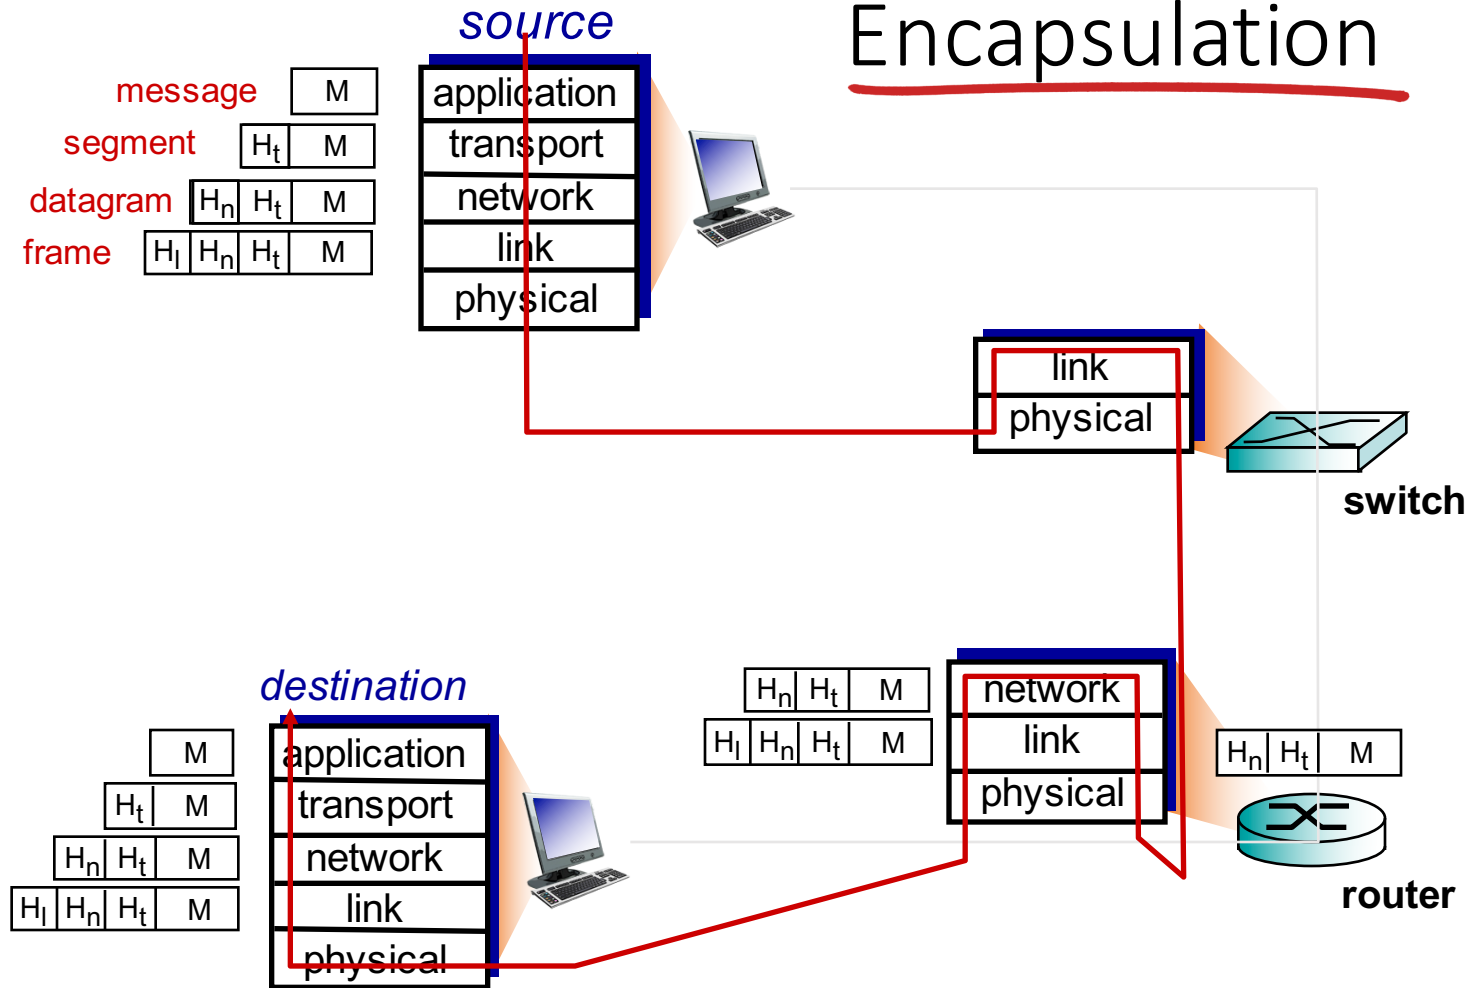 source
Encapsulation
message M application
segment Ht M transport
datagram Hn Ht M network
frame Hl Hn Ht M link
physical
link
physical
switch
destination
Hn Ht M network
Hl Hn Ht M link
Hn Ht M
physical
router
M application
Ht M transport
Hn Ht M network
Hl Hn Ht M link
physical